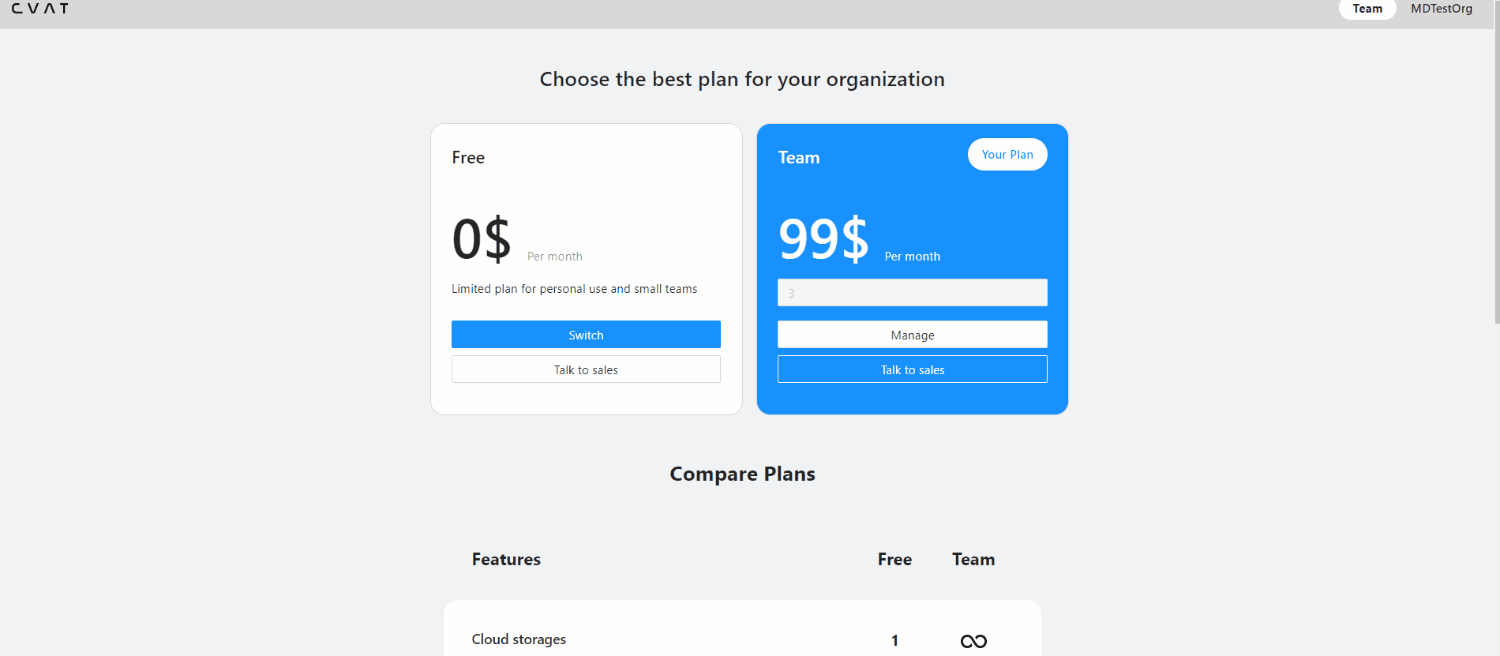 CVAT
Team MDTestOrg
Choose the best plan for your organization
Free
0$ Per month
Limited plan for personal use and small teams
Switch
Talk to sales
Team Your Plan
99$ Per month
3
Manage
Talk to sales
Compare Plans
Features Free Team
Cloud storages 1 ∞